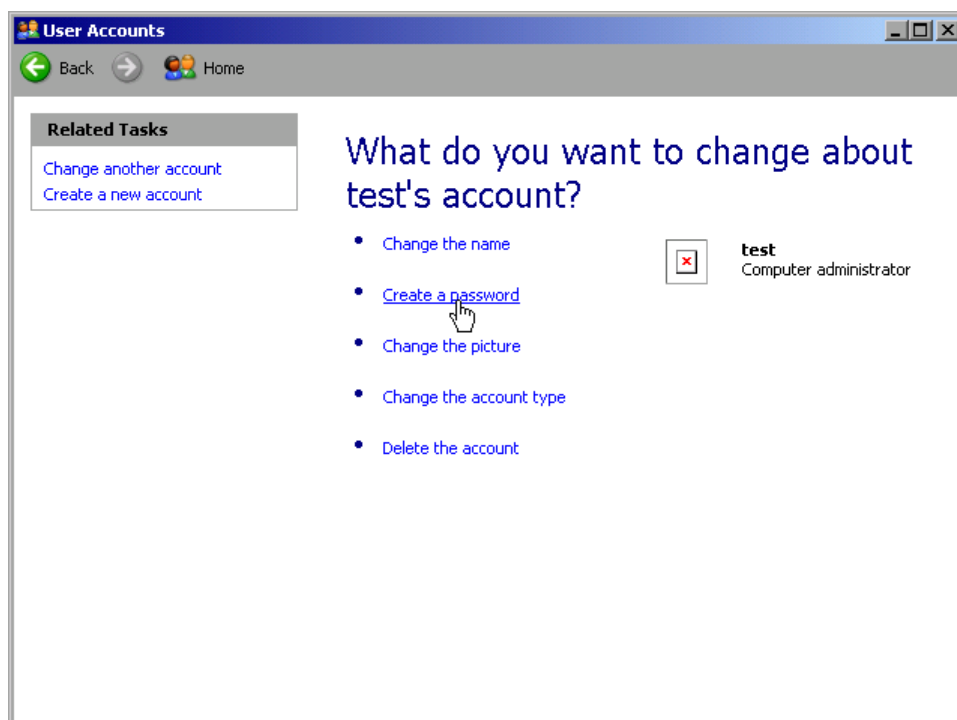 User Accounts
Back Home
Related Tasks
Change another account
Create a new account
What do you want to change about
test's account?
Change the name
Create a password
Change the picture
Change the account type
Delete the account
test
Computer administrator